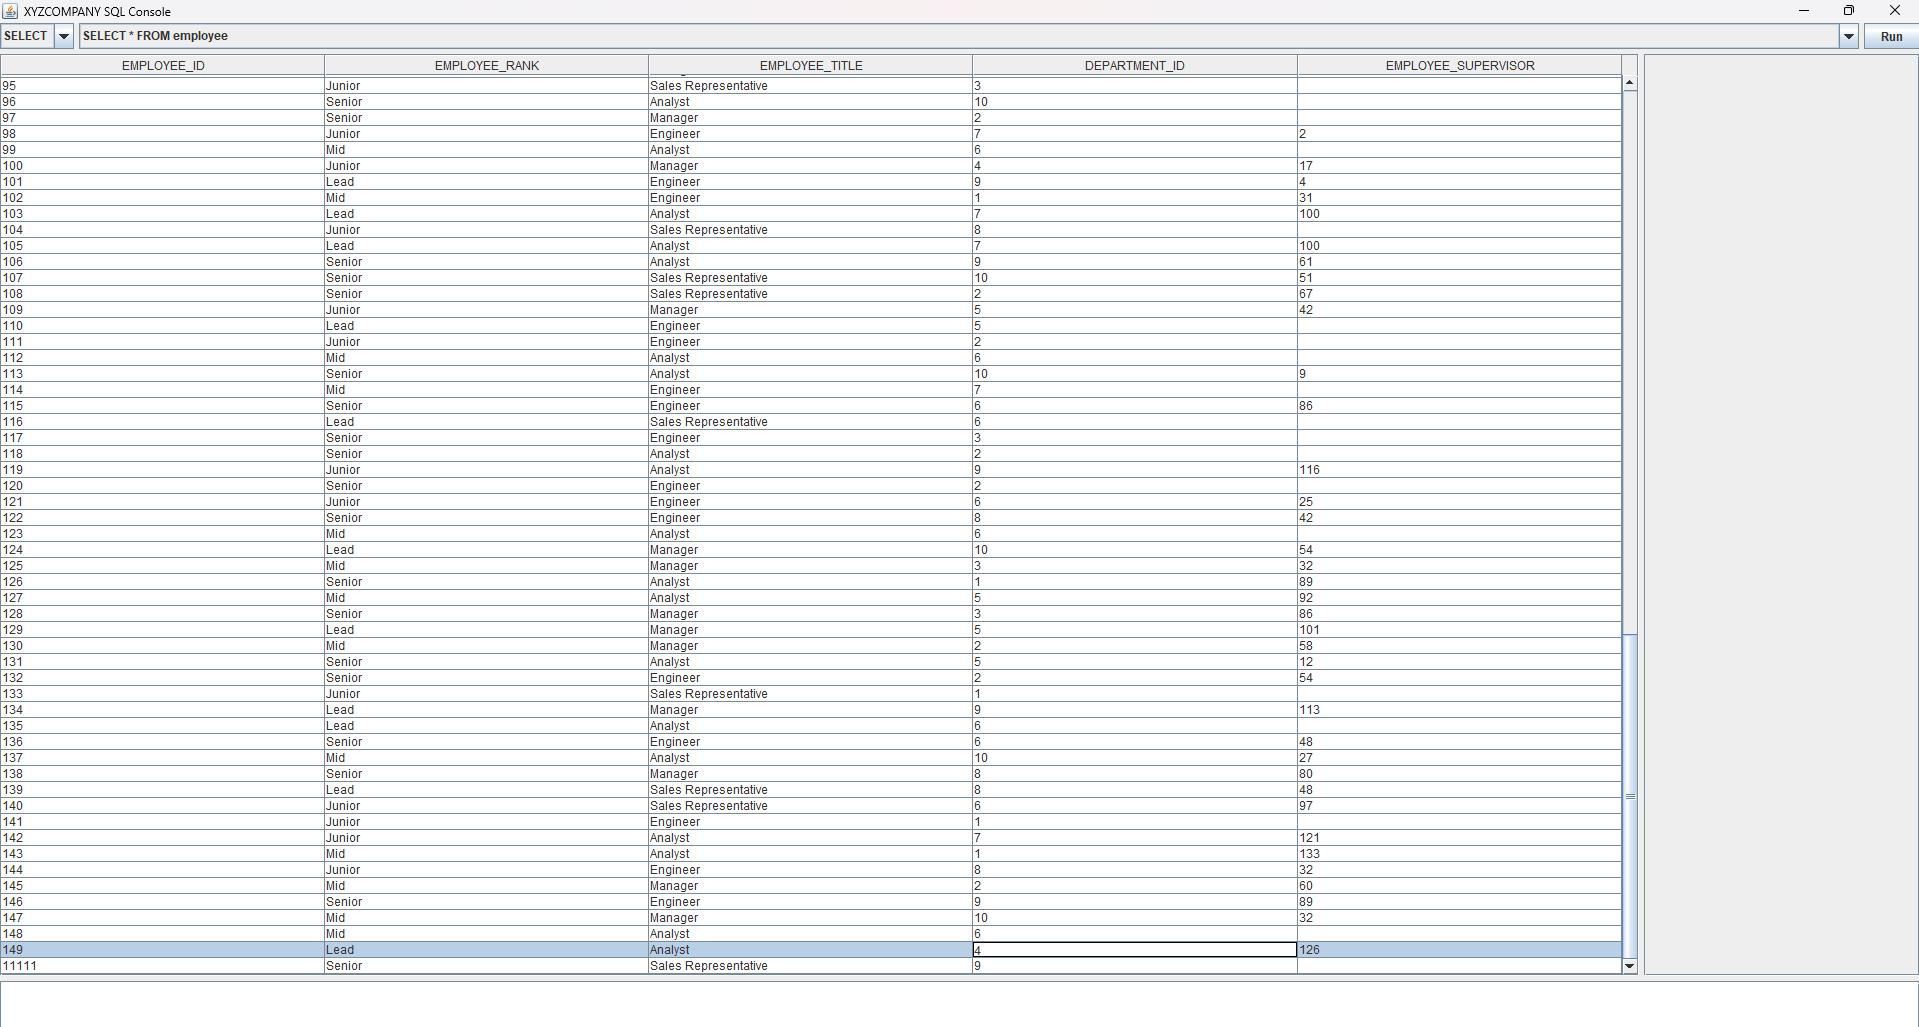 XYZCOMPANY SQL Console
SELECT SELECT * FROM employee Run
EMPLOYEE_ID EMPLOYEE_RANK EMPLOYEE_TITLE DEPARTMENT_ID EMPLOYEE_SUPERVISOR
95 Junior Sales Representative 3
96 Senior Analyst 10
97 Senior Manager 2
98 Junior Engineer 7 2
99 Mid Analyst 6
100 Junior Manager 4 17
101 Lead Engineer 9 4
102 Mid Engineer 1 31
103 Lead Analyst 7 100
104 Junior Sales Representative 8
105 Lead Analyst 7 100
106 Senior Analyst 9 61
107 Senior Sales Representative 10 51
108 Senior Sales Representative 2 67
109 Junior Manager 5 42
110 Lead Engineer 5
111 Junior Engineer 2
112 Mid Analyst 6
113 Senior Analyst 10 9
114 Mid Engineer 7
115 Senior Engineer 6 86
116 Lead Sales Representative 6
117 Senior Engineer 3
118 Senior Analyst 2
119 Junior Analyst 9 116
120 Senior Engineer 2
121 Junior Engineer 6 25
122 Senior Engineer 8 42
123 Mid Analyst 6
124 Lead Manager 10 54
125 Mid Manager 3 32
126 Senior Analyst 1 89
127 Mid Analyst 5 92
128 Senior Manager 3 86
129 Lead Manager 5 101
130 Mid Manager 2 58
131 Senior Analyst 5 12
132 Senior Engineer 2 54
133 Junior Sales Representative 1
134 Lead Manager 9 113
135 Lead Analyst 6
136 Senior Engineer 6 48
137 Mid Analyst 10 27
138 Senior Manager 8 80
139 Lead Sales Representative 8 48
140 Junior Sales Representative 6 97
141 Junior Engineer 1
142 Junior Analyst 7 121
143 Mid Analyst 1 133
144 Junior Engineer 8 32
145 Mid Manager 2 60
146 Senior Engineer 9 89
147 Mid Manager 10 32
148 Mid Analyst 6
149 Lead Analyst 4 126
11111 Senior Sales Representative 9